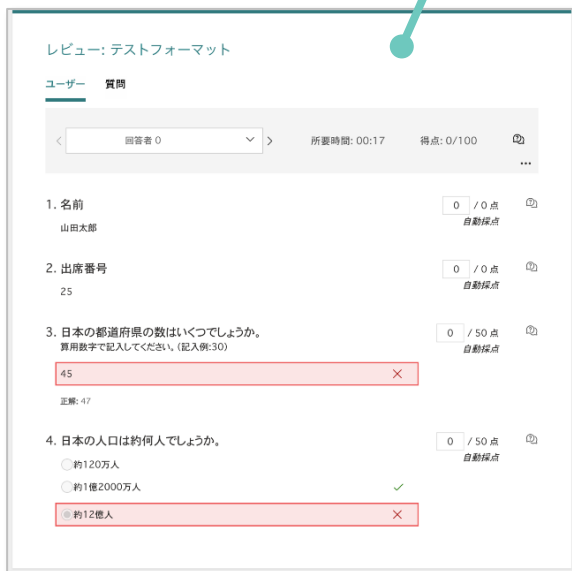 レビュー: テストフォーマット
ユーザー 質問
回答者 0 所要時間: 00:17 得点: 0/100
1. 名前 0 / 0 点
山田太郎 自動採点
2. 出席番号 0 / 0 点
25 自動採点
3. 日本の都道府県の数はいくつでしょうか。 0 / 50 点
算用数字で記入してください。(記入例:30) 自動採点
45
正解: 47
4. 日本の人口は約何人でしょうか。 0 / 50 点
自動採点
約120万人
約1億2000万人
約12億人